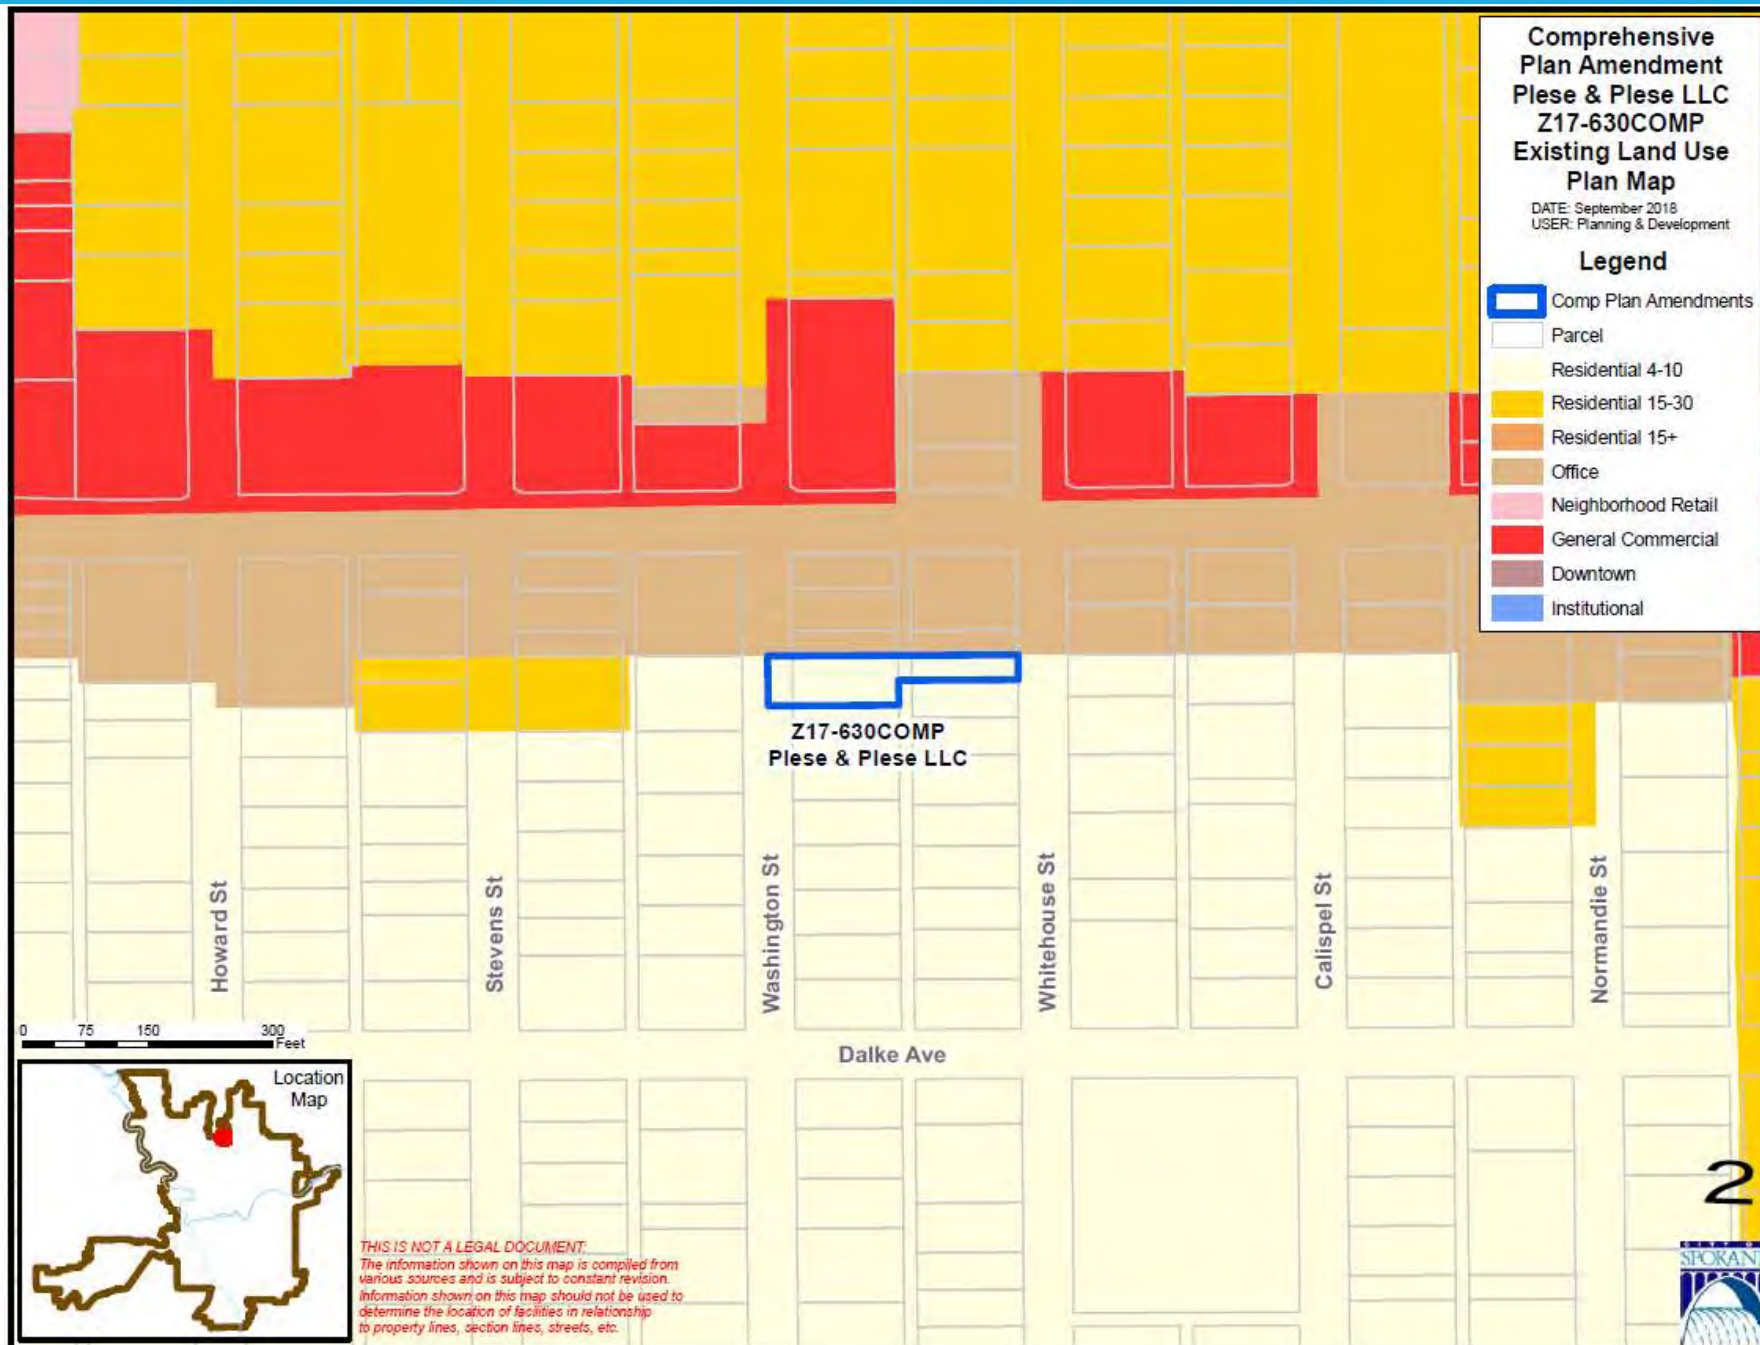 Comprehensive
Plan Amendment
Plese & Plese LLC
Z17-630COMP
Existing Land Use
Plan Map
DATE: September 2018
USER: Planning & Development
Legend
Comp Plan Amendments
Parcel
Residential 4-10
Residential 15-30
Residential 15+
Office
Neighborhood Retail
General Commercial
Downtown
Institutional
Z17-630COMP
Plese & Plese LLC
Howard St
Stevens St
Washington St
Whitehouse St
Calispel St
Normandie St
Dalke Ave
0 75 150 300
Feet
Location
Map
THIS IS NOT A LEGAL DOCUMENT:
The information shown on this map is compiled from
various sources and is subject to constant revision.
Information shown on this map should not be used to
determine the location of facilities in relationship
to property lines, section lines, streets, etc.
2